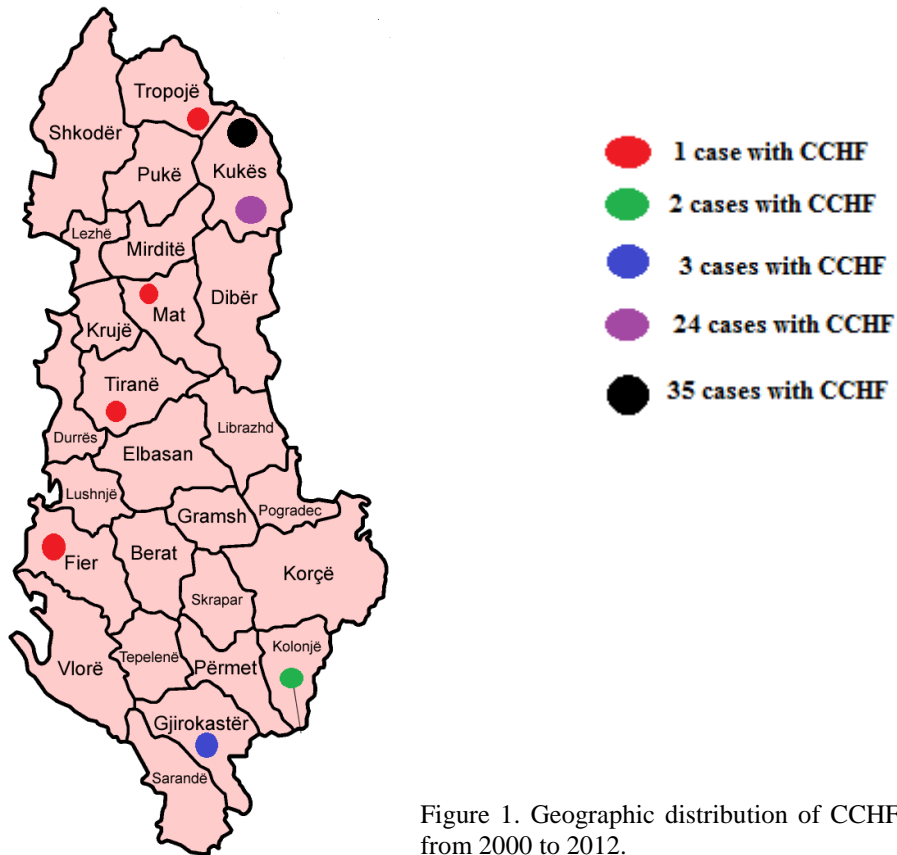 Tropojë
Shkodër
Pukë
Kukës
Lezhë
Mirditë
Dibër
Mat
Krujë
Tiranë
Durrës
Librazhd
Elbasan
Lushnjë
Gramsh
Pogradec
Fier
Berat
Korçë
Skrapar
Kolonjë
Vlorë
Tepelenë
Përmet
Gjirokastër
Sarandë
1 case with CCHF
2 cases with CCHF
3 cases with CCHF
24 cases with CCHF
35 cases with CCHF
Figure 1. Geographic distribution of CCHF
from 2000 to 2012.